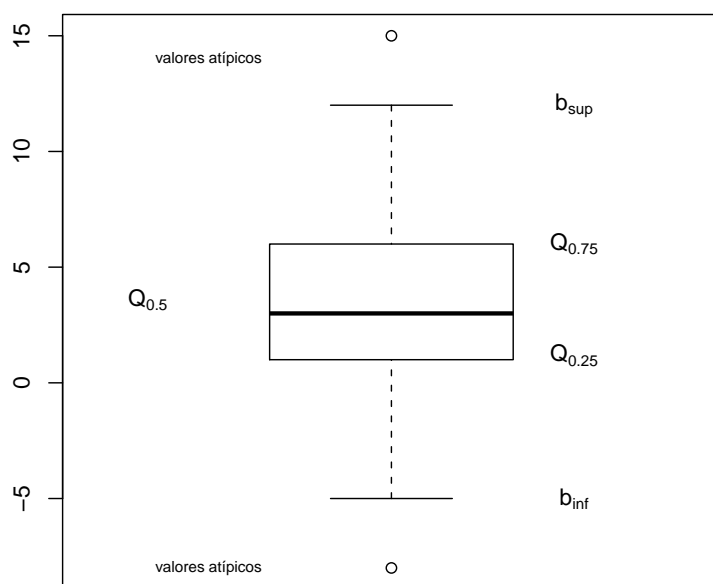 15
valores atípicos
b_sup
10
Q_0.75
5
Q_0.5
Q_0.25
0
−5
b_inf
valores atípicos